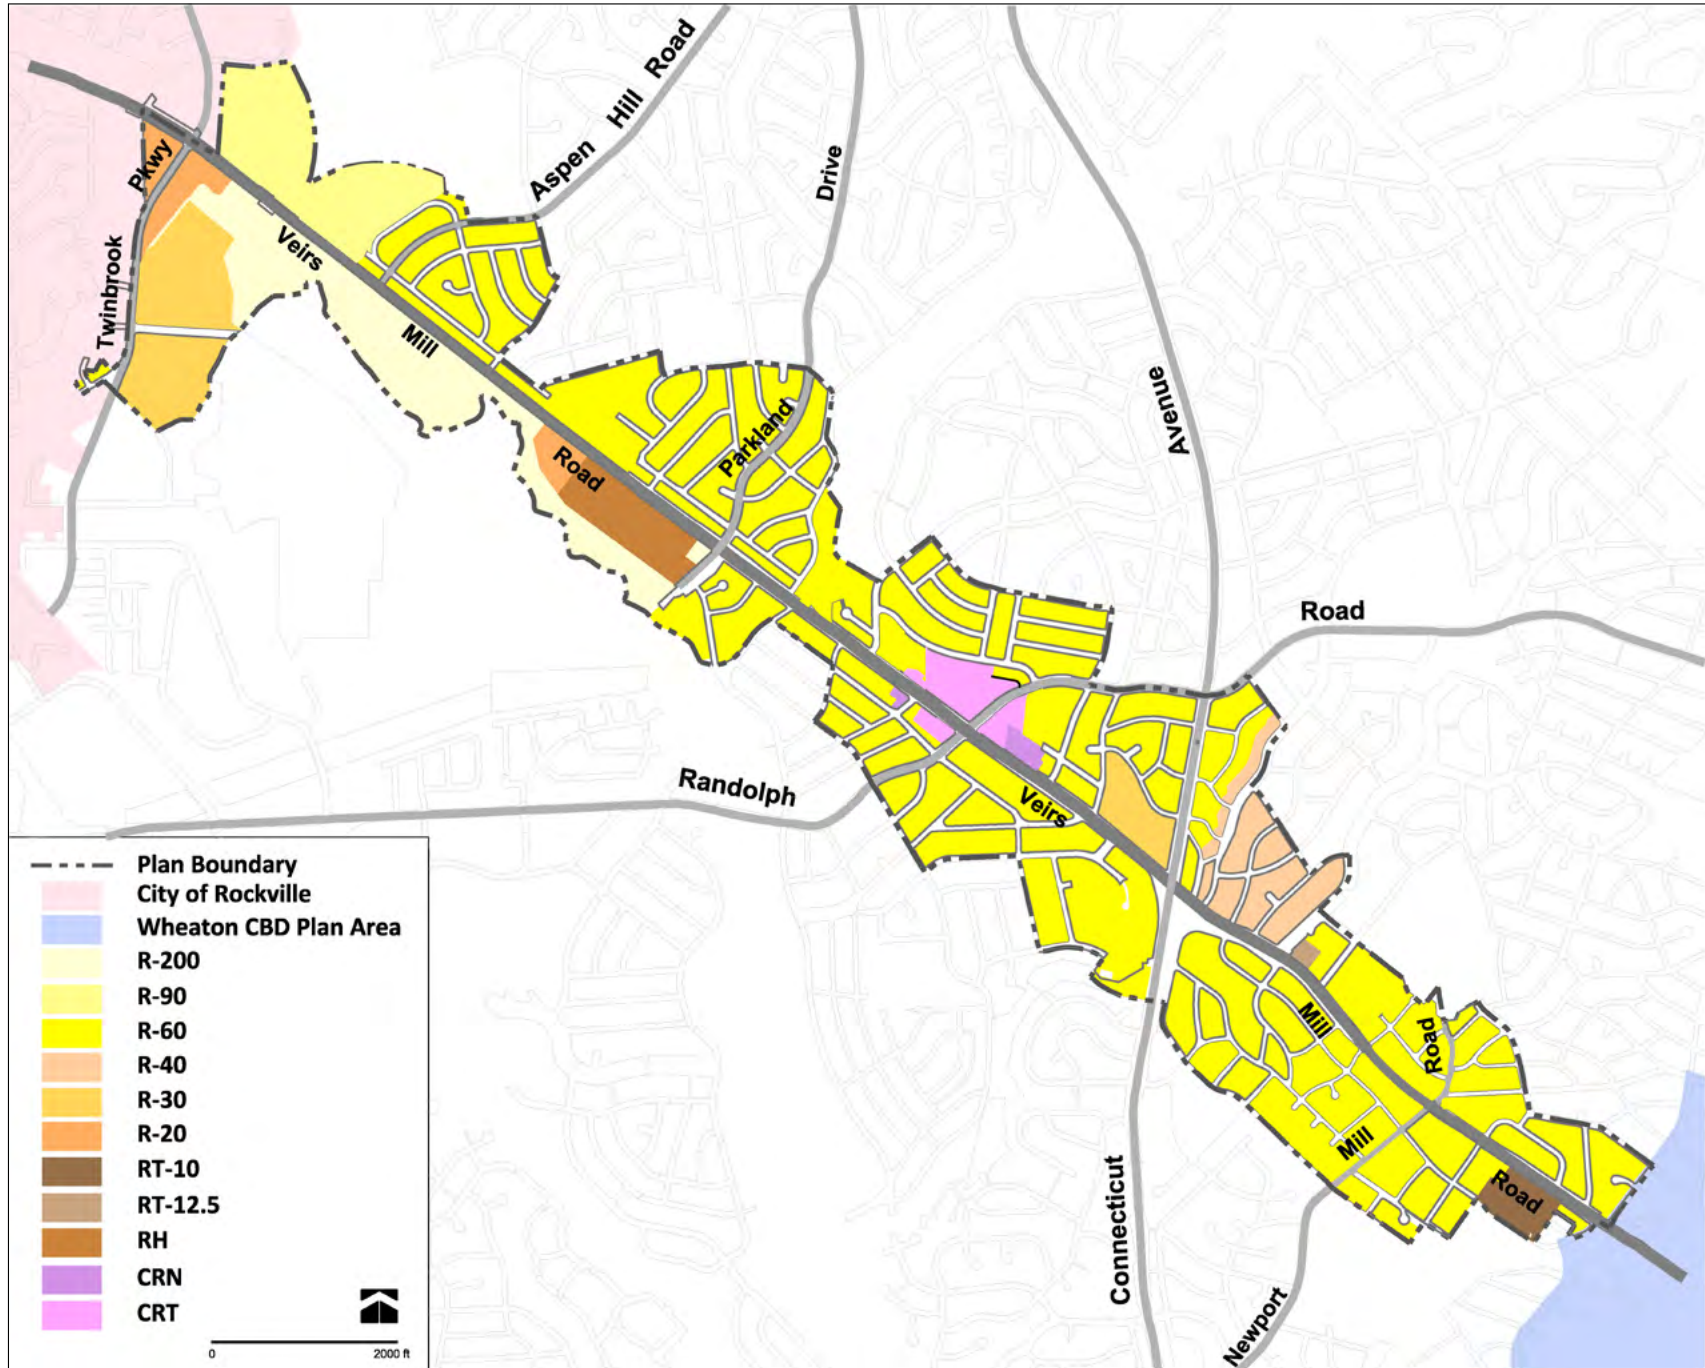 Aspen Hill Road
Drive
Pkwy
Twinbrook
Veirs
Mill
Road
Parkland
Avenue
Road
Randolph
Veirs
Mill
Road
Mill
Road
Connecticut
Newport
Plan Boundary
City of Rockville
Wheaton CBD Plan Area
R-200
R-90
R-60
R-40
R-30
R-20
RT-10
RT-12.5
RH
CRN
CRT
0 2000 ft